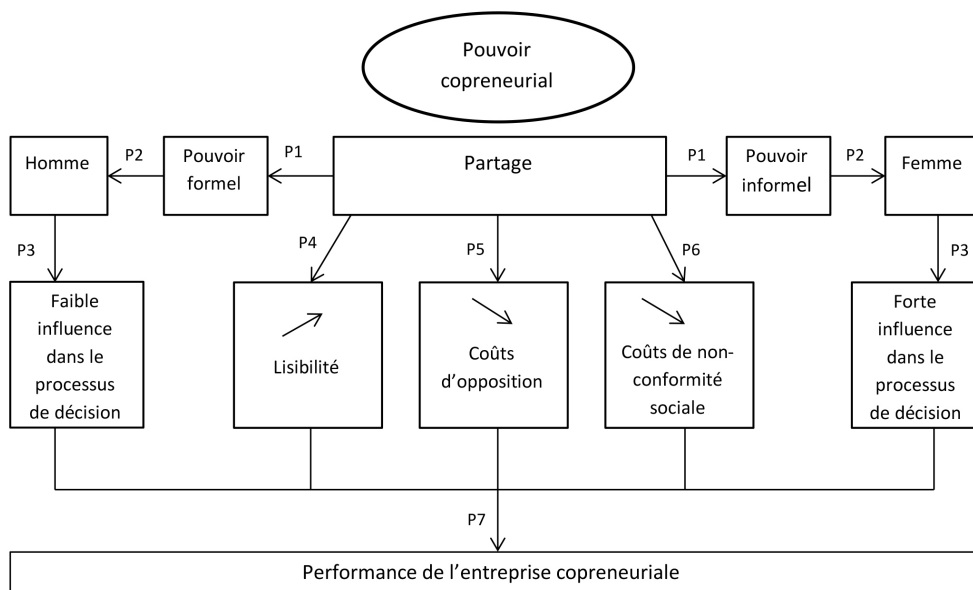 Pouvoir
copreneurial
Homme
P2
Pouvoir
formel
P1
Partage
P1
Pouvoir
informel
P2
Femme
P3
P4
P5
P6
P3
Faible
influence
dans le
processus
de décision
Lisibilité
Coûts
d’opposition
Coûts de non-
conformité
sociale
Forte
influence
dans le
processus
de décision
P7
Performance de l’entreprise copreneuriale